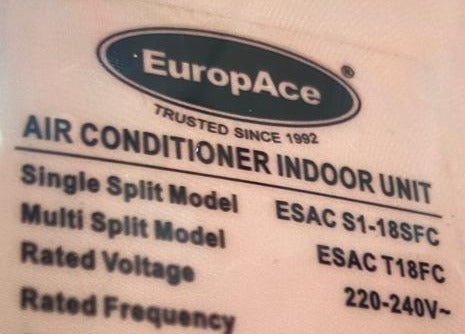 EuropAce®
TRUSTED SINCE 1992
AIR CONDITIONER INDOOR UNIT
Single Split Model ESAC S1-18SFC
Multi Split Model ESAC T18FC
Rated Voltage 220-240V~
Rated Frequency